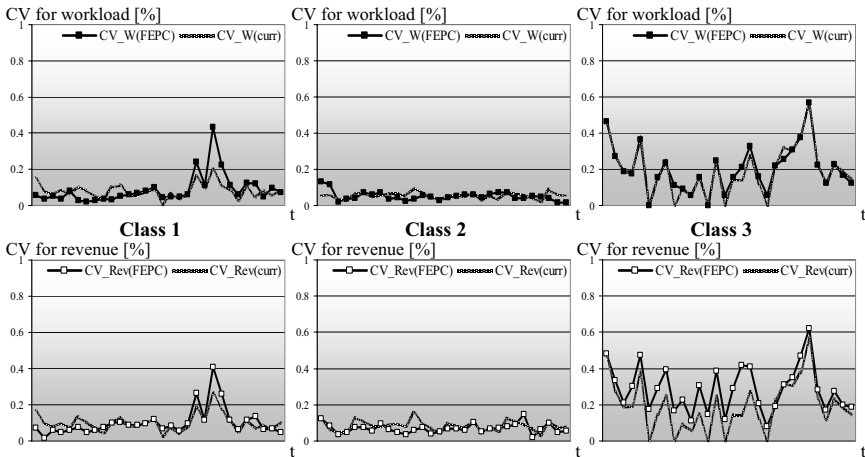 CV for workload [%]
CV for workload [%]
CV for workload [%]
1
CV_W(FEPC)
CV_W(curr)
0.8
0.6
0.4
0.2
0
t
1
CV_W(FEPC)
CV_W(curr)
0.8
0.6
0.4
0.2
0
t
1
CV_W(FEPC)
CV_W(curr)
0.8
0.6
0.4
0.2
0
t
Class 1
Class 2
Class 3
CV for revenue [%]
CV for revenue [%]
CV for revenue [%]
1
CV_Rev(FEPC)
CV_Rev(curr)
0.8
0.6
0.4
0.2
0
t
1
CV_Rev(FEPC)
CV_Rev(curr)
0.8
0.6
0.4
0.2
0
t
1
CV_Rev(FEPC)
CV_Rev(curr)
0.8
0.6
0.4
0.2
0
t